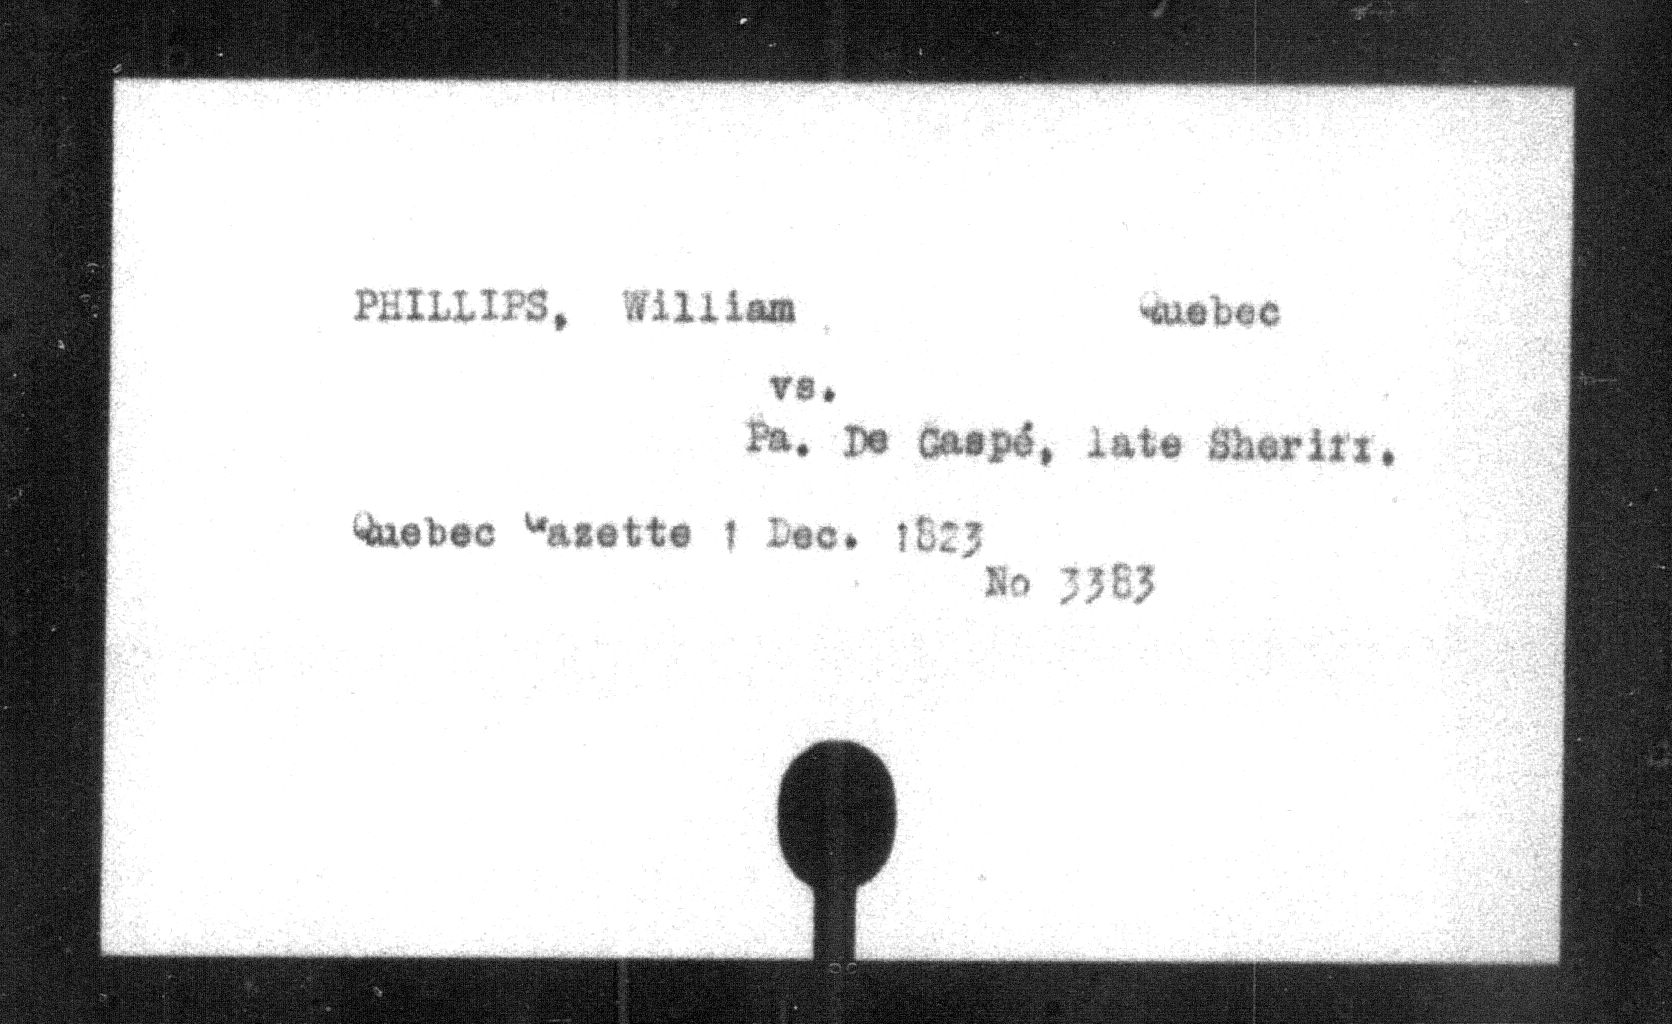 PHILLIPS, William Quebec
vs.
Pa. De Gaspé, late Sheriff.
Quebec Gazette 1 Dec. 1823
No 3383